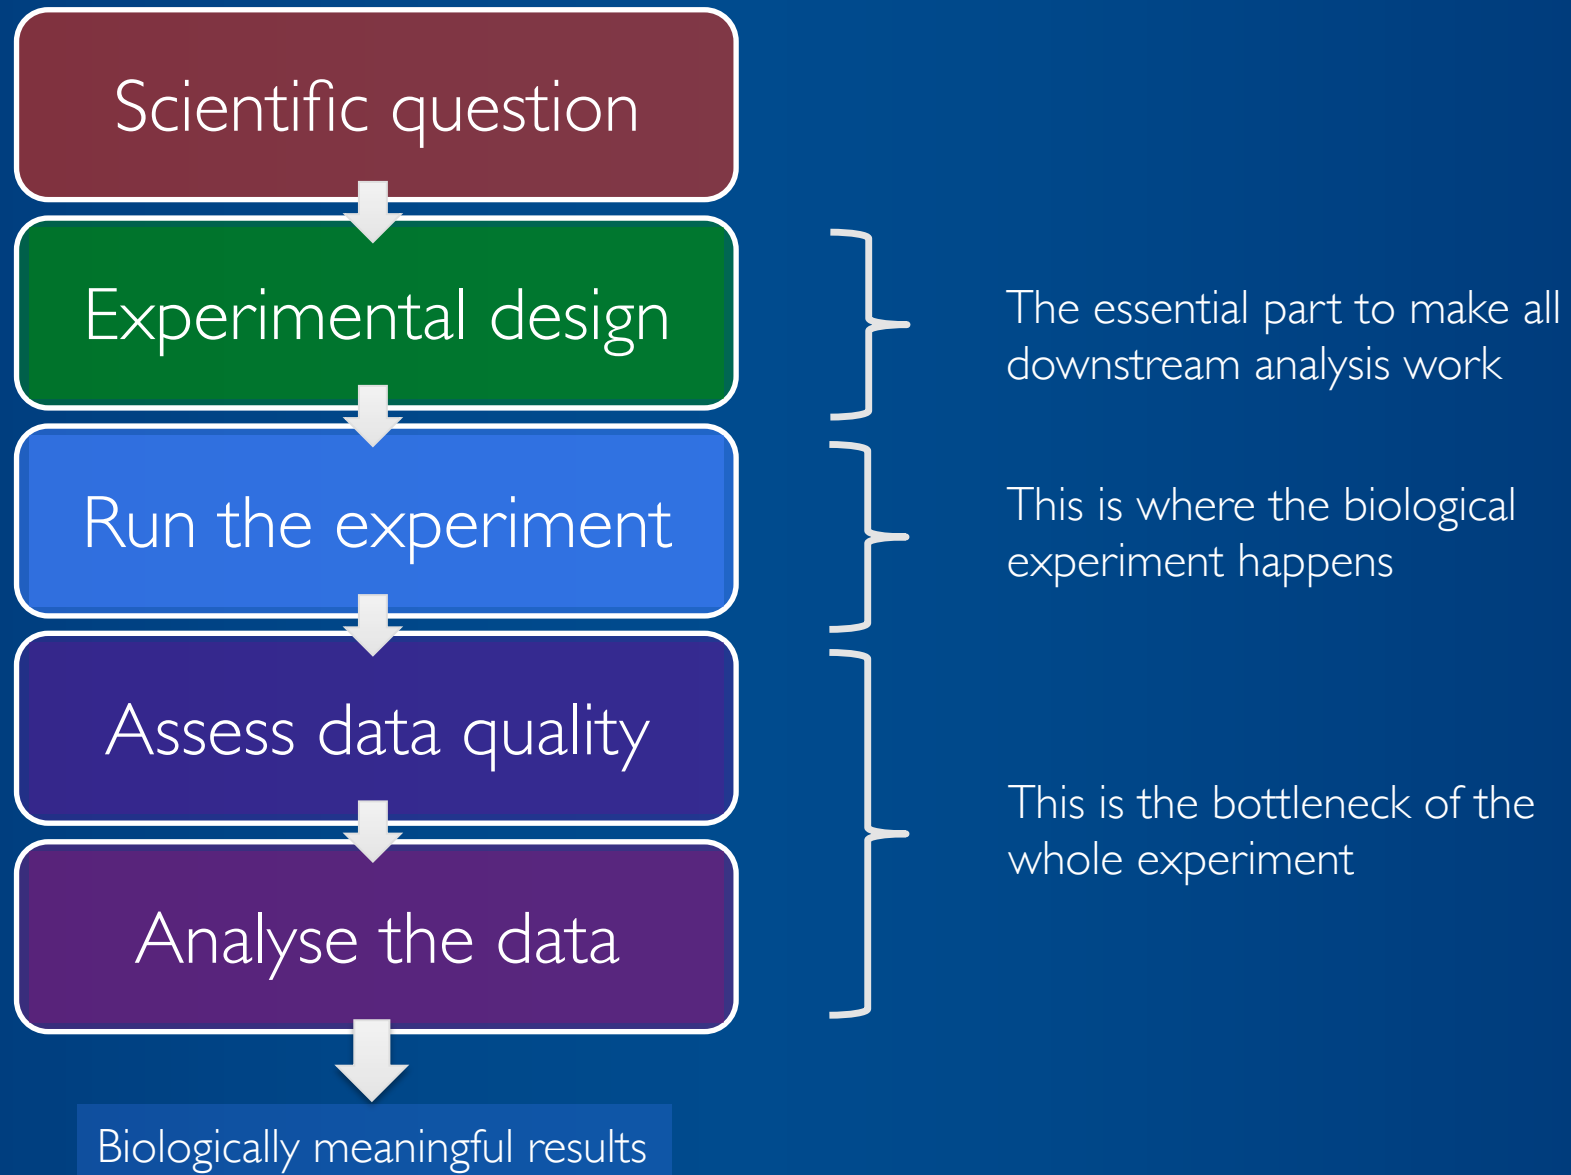 Scientific question
Experimental design
The essential part to make all
downstream analysis work
Run the experiment
This is where the biological
experiment happens
Assess data quality
This is the bottleneck of the
whole experiment
Analyse the data
Biologically meaningful results